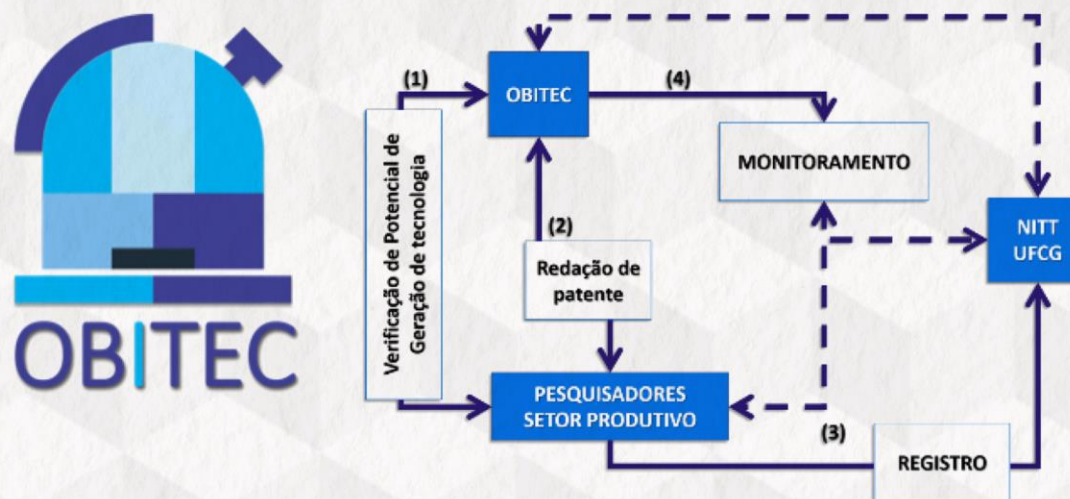 OBITEC
(1)
OBITEC
(4)
Verificação de Potencial de
Geração de tecnologia
MONITORAMENTO
(2)
Redação de
patente
NITT
UFCG
PESQUISADORES
SETOR PRODUTIVO
(3)
REGISTRO